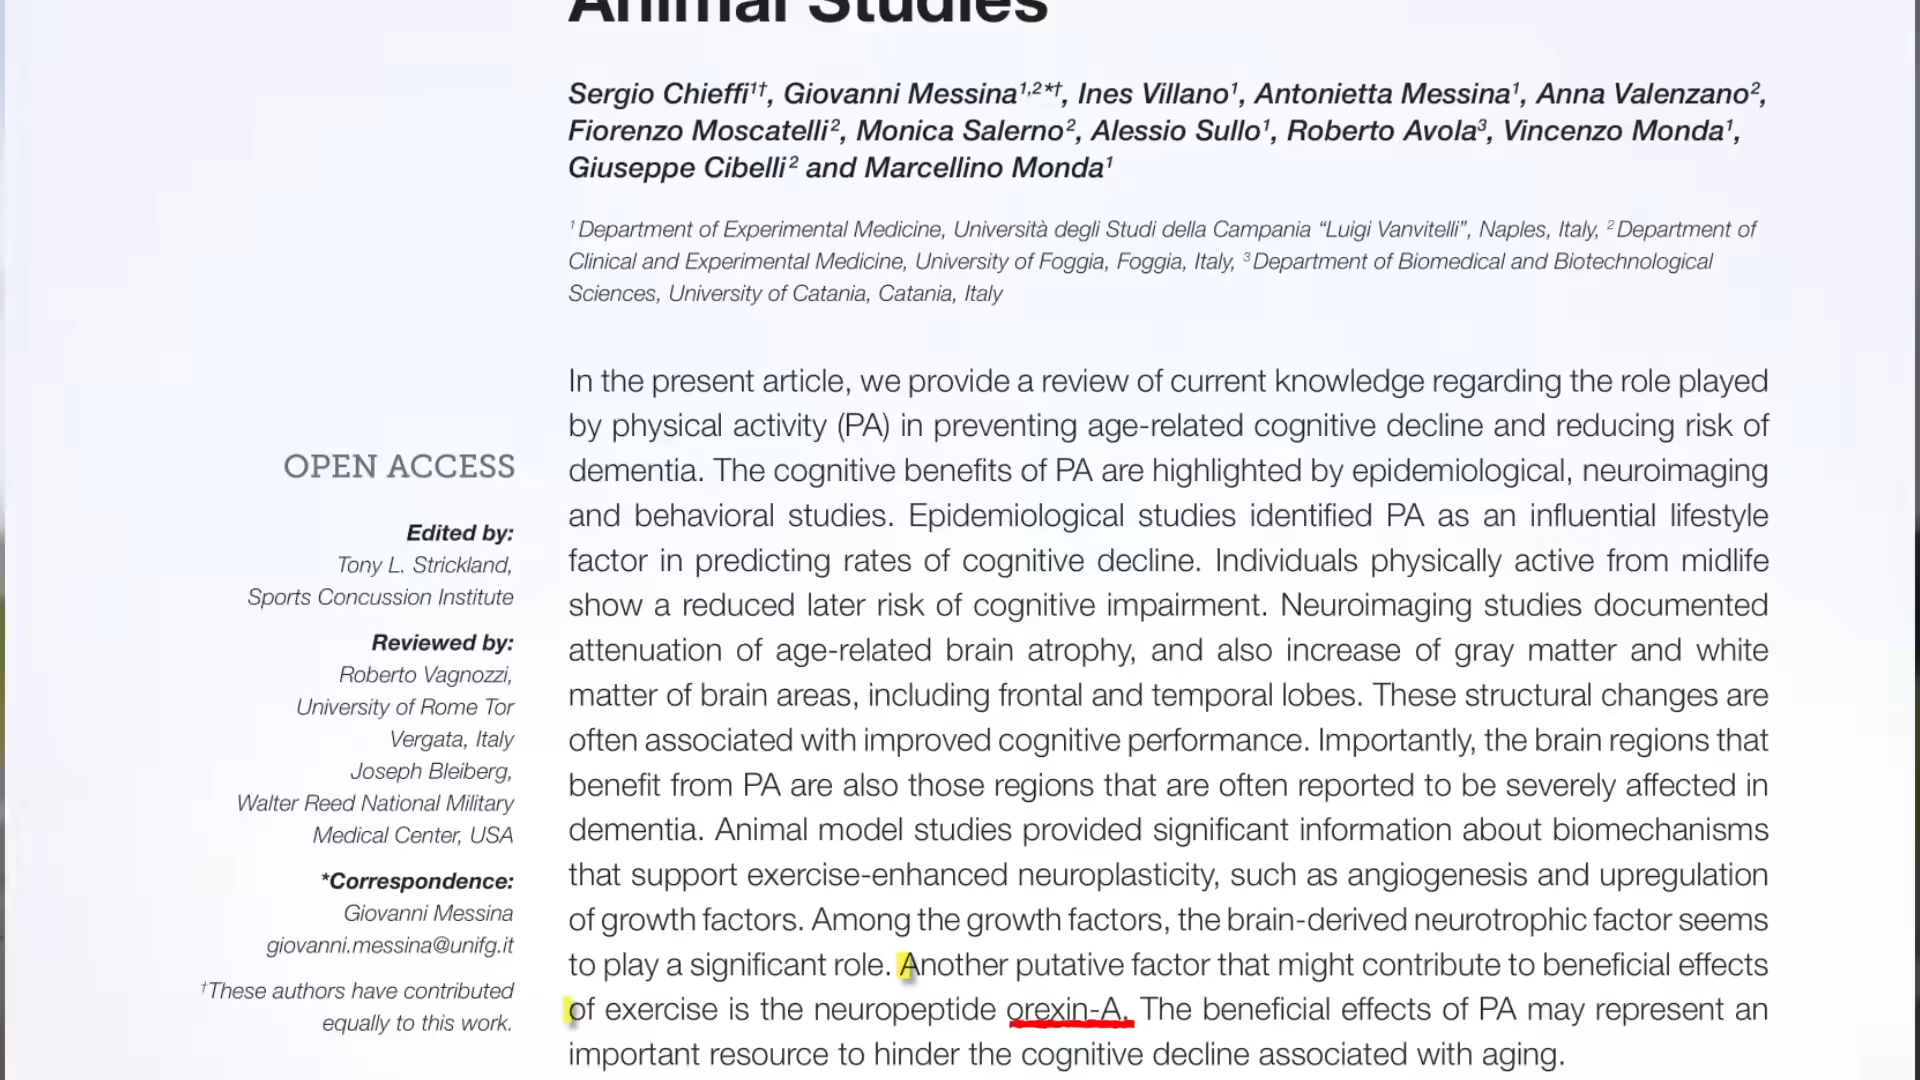 Animal Studies
Sergio Chieffi¹†, Giovanni Messina¹,²*†, Ines Villano¹, Antonietta Messina¹, Anna Valenzano²,
Fiorenzo Moscatelli², Monica Salerno², Alessio Sullo¹, Roberto Avola³, Vincenzo Monda¹,
Giuseppe Cibelli² and Marcellino Monda¹
¹ Department of Experimental Medicine, Università degli Studi della Campania “Luigi Vanvitelli”, Naples, Italy, ² Department of
Clinical and Experimental Medicine, University of Foggia, Foggia, Italy, ³ Department of Biomedical and Biotechnological
Sciences, University of Catania, Catania, Italy
OPEN ACCESS
Edited by:
Tony L. Strickland,
Sports Concussion Institute
Reviewed by:
Roberto Vagnozzi,
University of Rome Tor
Vergata, Italy
Joseph Bleiberg,
Walter Reed National Military
Medical Center, USA
*Correspondence:
Giovanni Messina
giovanni.messina@unifg.it
†These authors have contributed
equally to this work.
In the present article, we provide a review of current knowledge regarding the role played
by physical activity (PA) in preventing age-related cognitive decline and reducing risk of
dementia. The cognitive benefits of PA are highlighted by epidemiological, neuroimaging
and behavioral studies. Epidemiological studies identified PA as an influential lifestyle
factor in predicting rates of cognitive decline. Individuals physically active from midlife
show a reduced later risk of cognitive impairment. Neuroimaging studies documented
attenuation of age-related brain atrophy, and also increase of gray matter and white
matter of brain areas, including frontal and temporal lobes. These structural changes are
often associated with improved cognitive performance. Importantly, the brain regions that
benefit from PA are also those regions that are often reported to be severely affected in
dementia. Animal model studies provided significant information about biomechanisms
that support exercise-enhanced neuroplasticity, such as angiogenesis and upregulation
of growth factors. Among the growth factors, the brain-derived neurotrophic factor seems
to play a significant role. Another putative factor that might contribute to beneficial effects
of exercise is the neuropeptide orexin-A. The beneficial effects of PA may represent an
important resource to hinder the cognitive decline associated with aging.